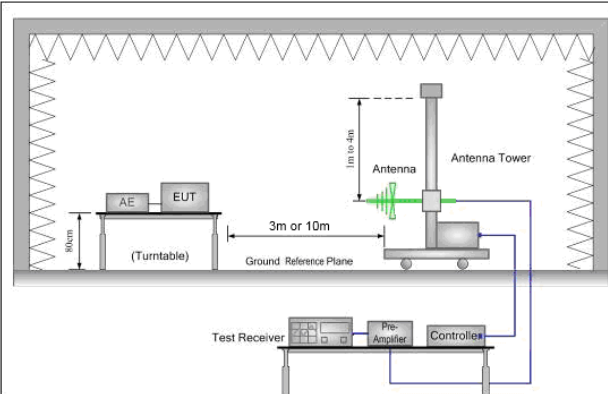 1m to 4m
Antenna
Antenna Tower
AE
EUT
3m or 10m
80cm
(Turntable)
Ground Reference Plane
Test Receiver
Pre-
Amplifier
Controller